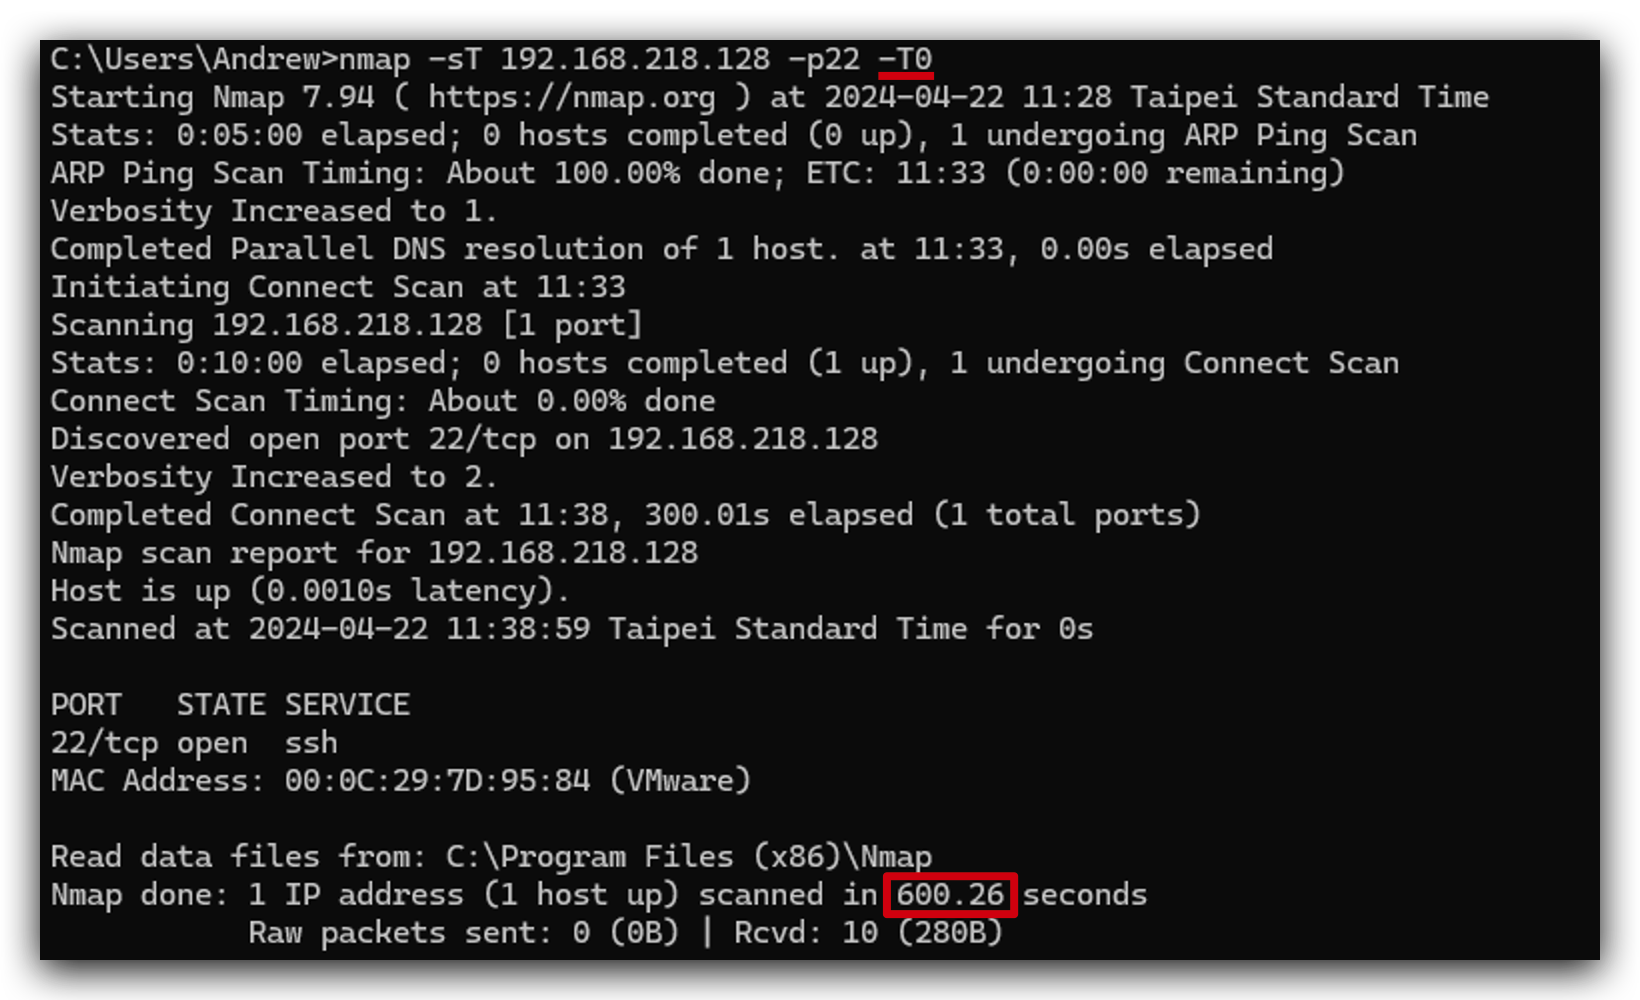 C:\Users\Andrew>nmap -sT 192.168.218.128 -p22 -T0
Starting Nmap 7.94 ( https://nmap.org ) at 2024-04-22 11:28 Taipei Standard Time
Stats: 0:05:00 elapsed; 0 hosts completed (0 up), 1 undergoing ARP Ping Scan
ARP Ping Scan Timing: About 100.00% done; ETC: 11:33 (0:00:00 remaining)
Verbosity Increased to 1.
Completed Parallel DNS resolution of 1 host. at 11:33, 0.00s elapsed
Initiating Connect Scan at 11:33
Scanning 192.168.218.128 [1 port]
Stats: 0:10:00 elapsed; 0 hosts completed (1 up), 1 undergoing Connect Scan
Connect Scan Timing: About 0.00% done
Discovered open port 22/tcp on 192.168.218.128
Verbosity Increased to 2.
Completed Connect Scan at 11:38, 300.01s elapsed (1 total ports)
Nmap scan report for 192.168.218.128
Host is up (0.0010s latency).
Scanned at 2024-04-22 11:38:59 Taipei Standard Time for 0s
PORT   STATE SERVICE
22/tcp open  ssh
MAC Address: 00:0C:29:7D:95:84 (VMware)
Read data files from: C:\Program Files (x86)\Nmap
Nmap done: 1 IP address (1 host up) scanned in 600.26 seconds
Raw packets sent: 0 (0B) | Rcvd: 10 (280B)